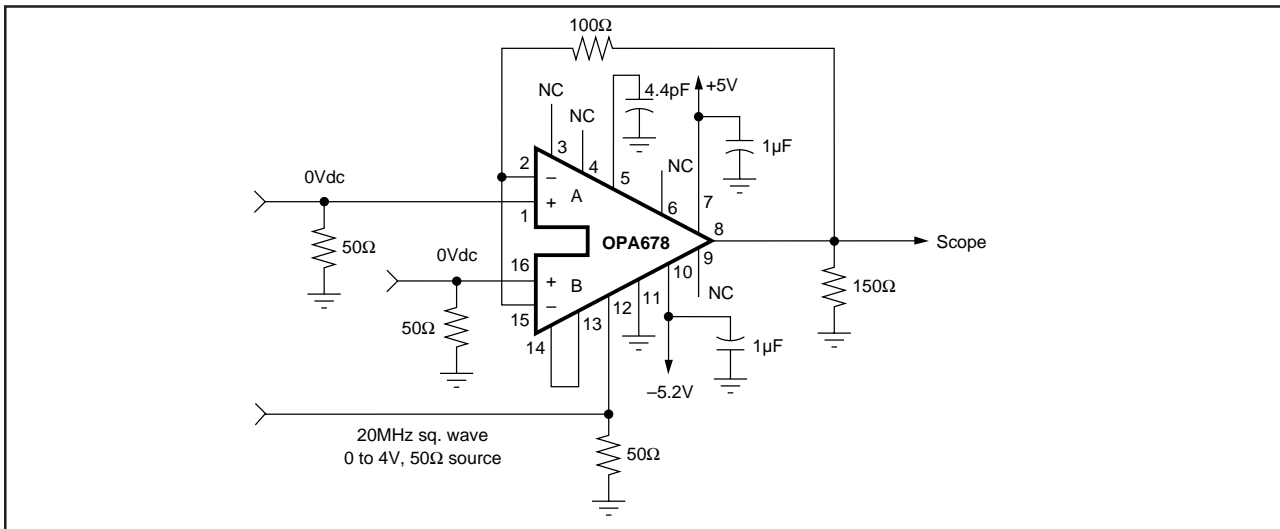 100Ω
NC
4.4pF
+5V
NC
3
4
5
1µF
NC
2
–
A
7
0Vdc
+
6
1
8
OPA678
Scope
50Ω
0Vdc
16
9
+
10
B
150Ω
NC
–
12
11
50Ω
15
13
1µF
14
–5.2V
20MHz sq. wave
0 to 4V, 50Ω source
50Ω